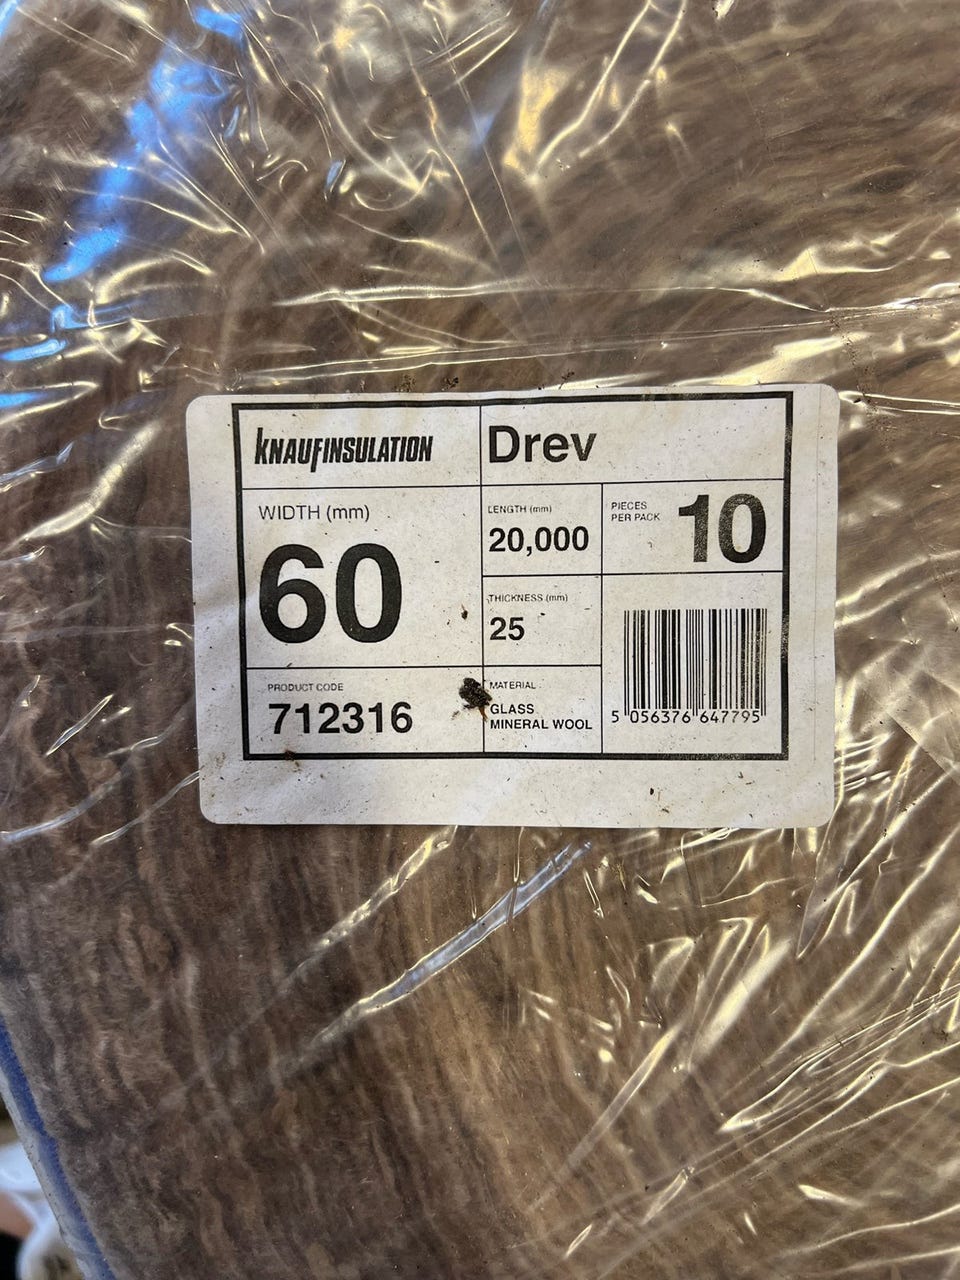 KNAUFINSULATION
Drev
WIDTH (mm)
60
LENGTH (mm)
20,000
PIECES
PER PACK
10
THICKNESS (mm)
25
PRODUCT CODE
712316
MATERIAL
GLASS
MINERAL WOOL
5 056376 647795